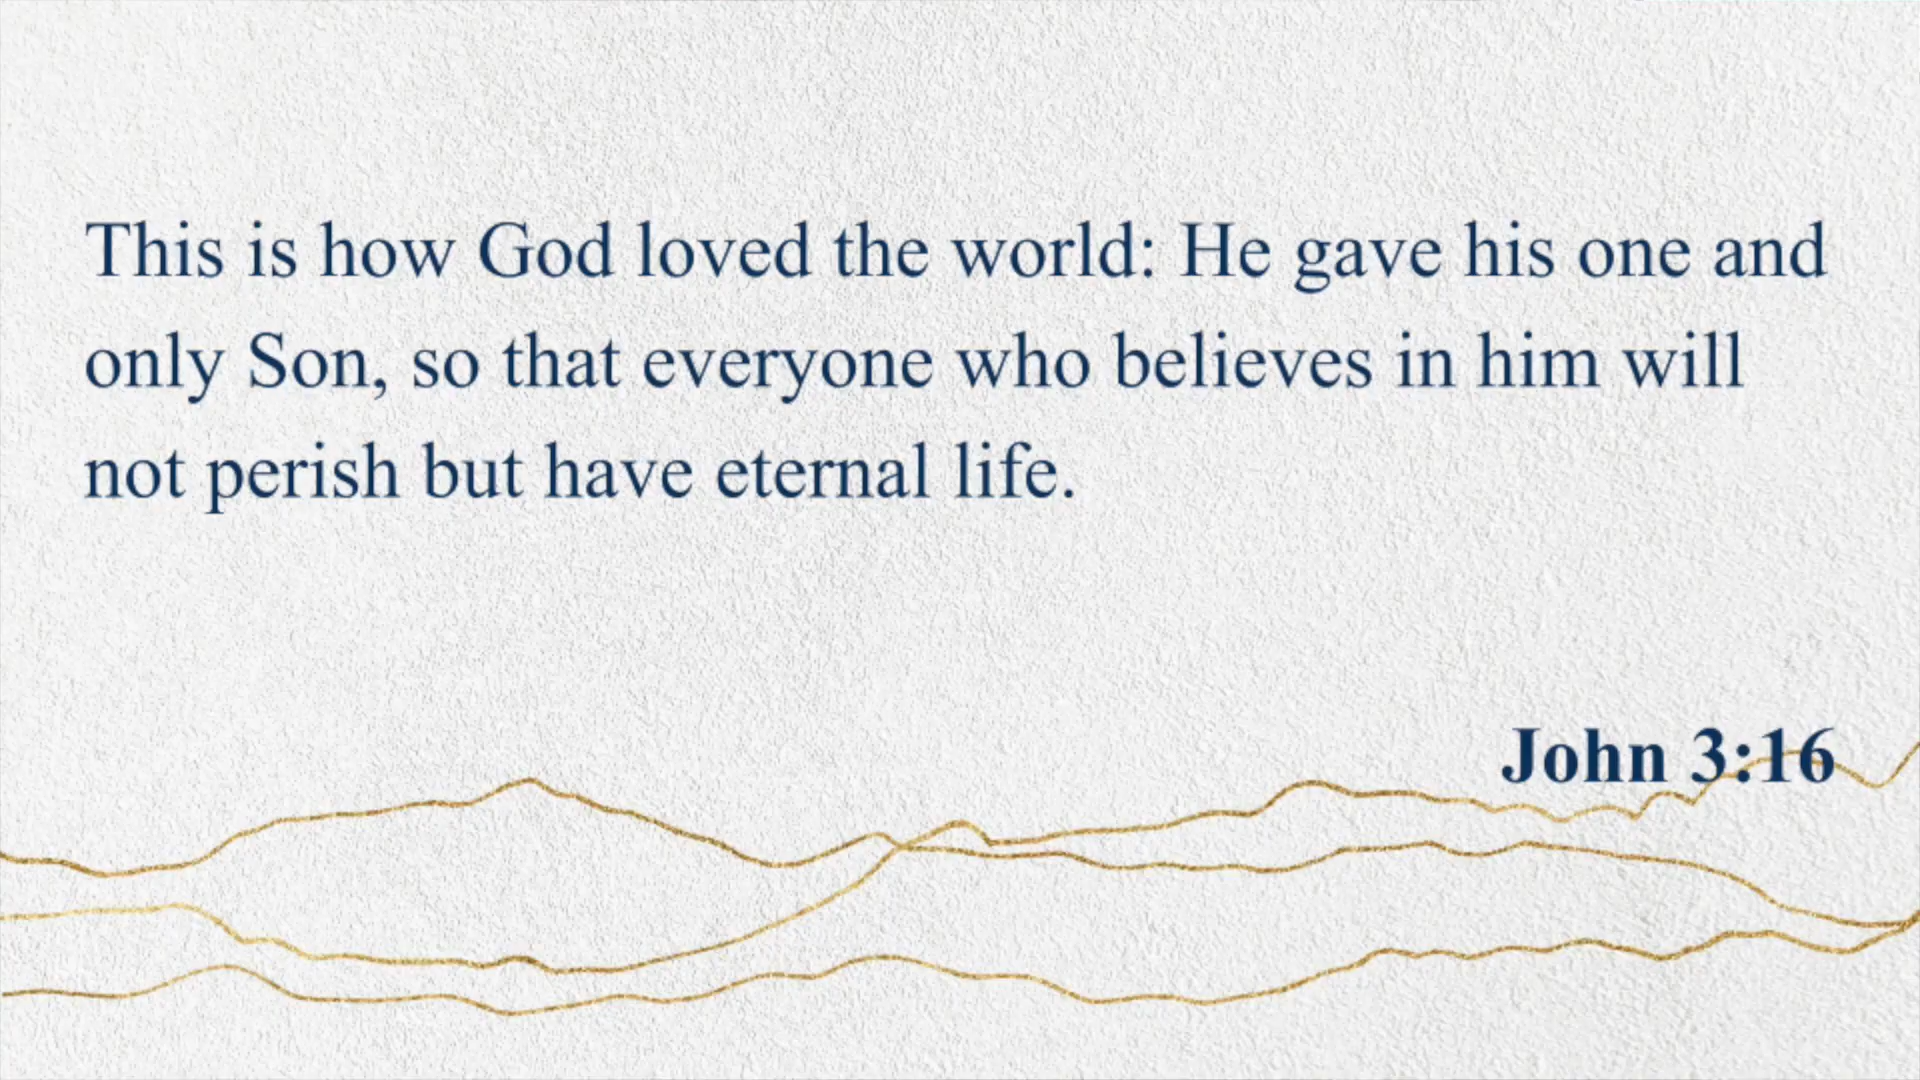 This is how God loved the world: He gave his one and
only Son, so that everyone who believes in him will
not perish but have eternal life.
John 3:16